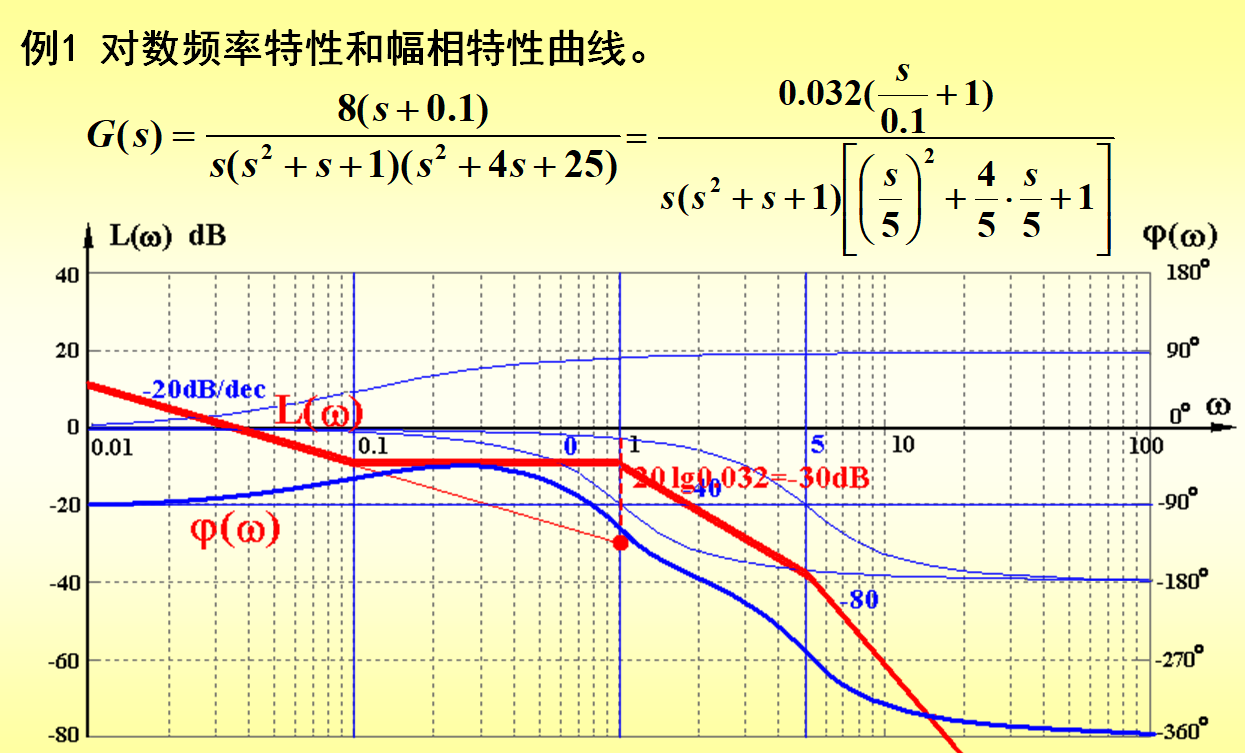 例1 对数频率特性和幅相特性曲线。
G(s) = 8(s + 0.1) / s(s² + s + 1)(s² + 4s + 25) = 0.032(s/0.1 + 1) / s(s² + s + 1)[(s/5)² + 4/5 · s/5 + 1]
L(ω) dB
φ(ω)
40
180°
20
90°
-20dB/dec
L(ω)
0
0°
ω
0.01
0.1
0
1
5
10
100
20 lg0.032=-30dB
-40
-20
-90°
φ(ω)
-40
-180°
-80
-60
-270°
-80
-360°